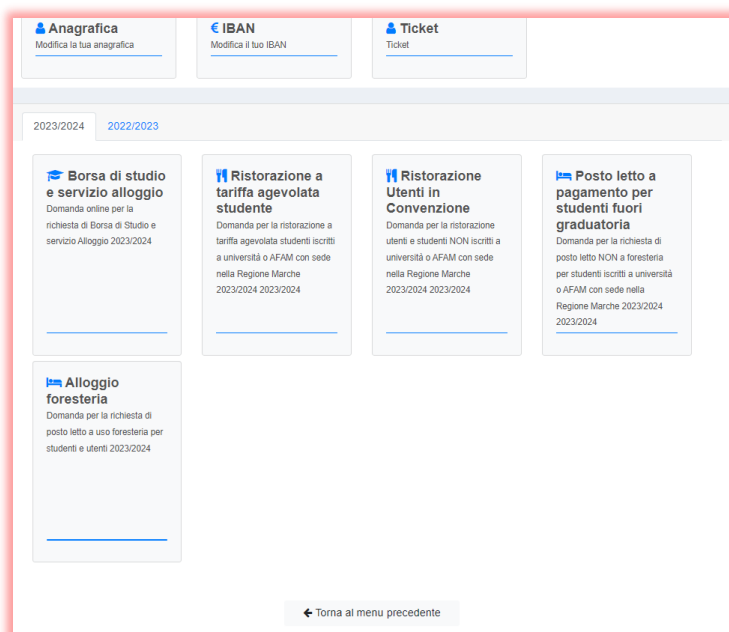 Anagrafica
Modifica la tua anagrafica
€ IBAN
Modifica il tuo IBAN
Ticket
Ticket
2023/2024
2022/2023
Borsa di studio
e servizio alloggio
Domanda online per la
richiesta di Borsa di Studio e
servizio Alloggio 2023/2024
Ristorazione a
tariffa agevolata
studente
Domanda per la ristorazione a
tariffa agevolata studenti iscritti
a università o AFAM con sede
nella Regione Marche
2023/2024 2023/2024
Ristorazione
Utenti in
Convenzione
Domanda per la ristorazione
utenti e studenti NON iscritti a
università o AFAM con sede
nella Regione Marche
2023/2024 2023/2024
Posto letto a
pagamento per
studenti fuori
graduatoria
Domanda per la richiesta di
posto letto NON a foresteria
per studenti iscritti a università
o AFAM con sede nella
Regione Marche 2023/2024
2023/2024
Alloggio
foresteria
Domanda per la richiesta di
posto letto a uso foresteria per
studenti e utenti 2023/2024
Torna al menu precedente